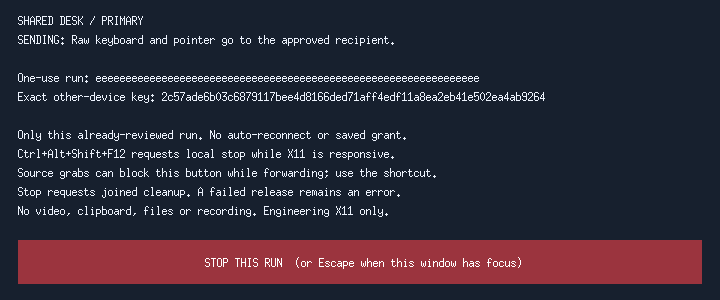 SHARED DESK / PRIMARY
SENDING: Raw keyboard and pointer go to the approved recipient.
One-use run: eeeeeeeeeeeeeeeeeeeeeeeeeeeeeeeeeeeeeeeeeeeeeeeeeeeeeeeeeeeeeeee
Exact other-device key: 2c57ade6b03c6879117bee4d8166ded71aff4edf11a8ea2eb41e502ea4ab9264
Only this already-reviewed run. No auto-reconnect or saved grant.
Ctrl+Alt+Shift+F12 requests local stop while X11 is responsive.
Source grabs can block this button while forwarding; use the shortcut.
Stop requests joined cleanup. A failed release remains an error.
No video, clipboard, files or recording. Engineering X11 only.
STOP THIS RUN (or Escape when this window has focus)